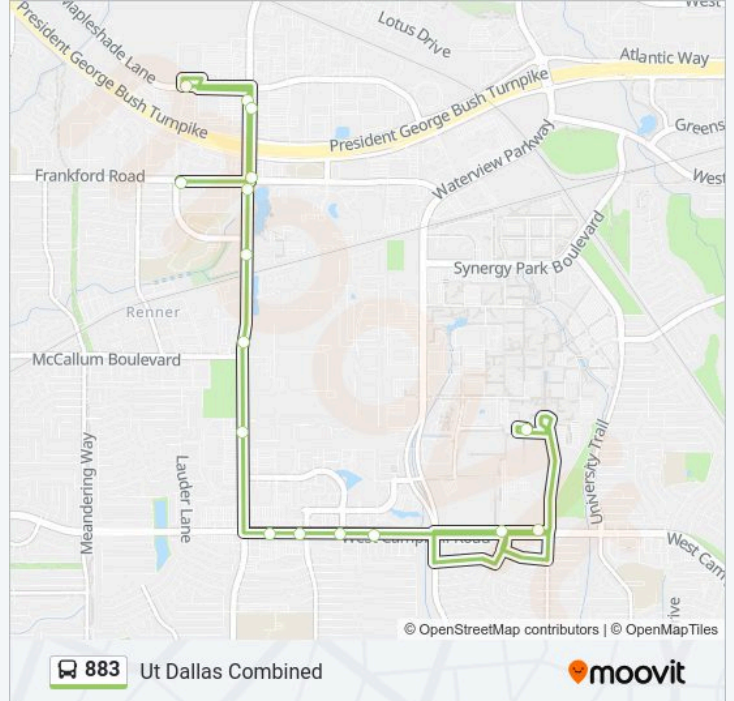 West
Mapleshade Lane
Lotus Drive
President George Bush Turnpike
Atlantic Way
President George Bush Turnpike
Greens
Waterview Parkway
Frankford Road
West
Synergy Park Boulevard
Renner
McCallum Boulevard
University Trail
Meandering Way
Lauder Lane
West Cam
Road
West Cam
rive
© OpenStreetMap contributors | © OpenMapTiles
883 Ut Dallas Combined
moovit